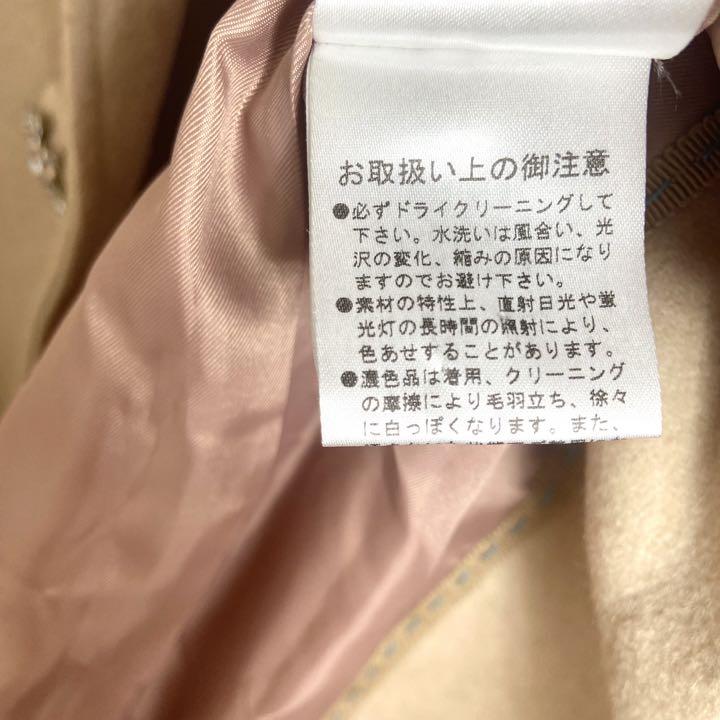 お取扱い上の御注意
●必ずドライクリーニングして
下さい。水洗いは風合い、光
沢の変化、縮みの原因になり
ますのでお避け下さい。
●素材の特性上、直射日光や蛍
光灯の長時間の照射により、
色あせすることがあります。
●濃色品は着用、クリーニング
の摩擦により毛羽立ち、徐々
に白っぽくなります。また、